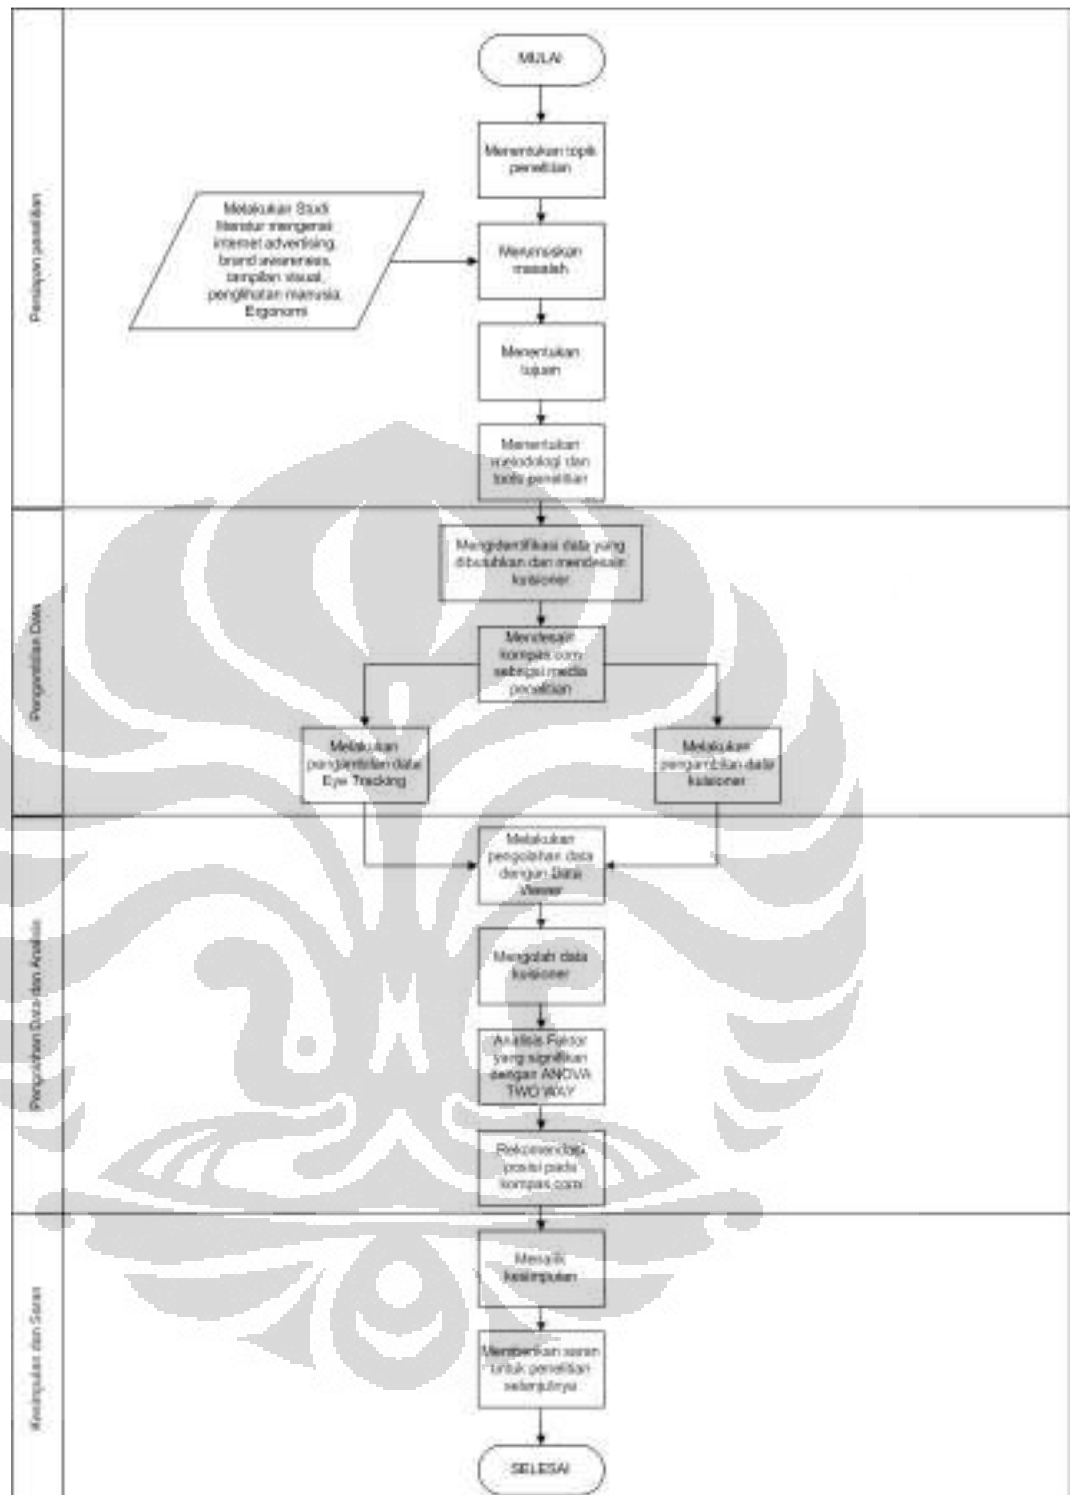 MULAI
Menentukan topik
penelitian
Melakukan Studi
literatur mengenai
internet advertising,
brand awareness,
tampilan visual,
penglihatan manusia,
Ergonomi
Merumuskan
masalah
Menentukan
tujuan
Menentukan
metodologi dan
tools penelitian
Persiapan penelitian
Mengidentifikasi data yang
dibutuhkan dan mendesain
kuisioner
Mendesain
kompas.com
sebagai media
penelitian
Melakukan
pengambilan data
Eye Tracking
Melakukan
pengambilan data
kuisioner
Pengambilan Data
Melakukan
pengolahan data
dengan Data
Viewer
Mengolah data
kuisioner
Analisis Faktor
yang signifikan
dengan ANOVA
TWO WAY
Rekomendasi
posisi pada
kompas.com
Pengolahan Data dan Analisis
Menarik
kesimpulan
Memberikan saran
untuk penelitian
selanjutnya
SELESAI
Kesimpulan dan Saran